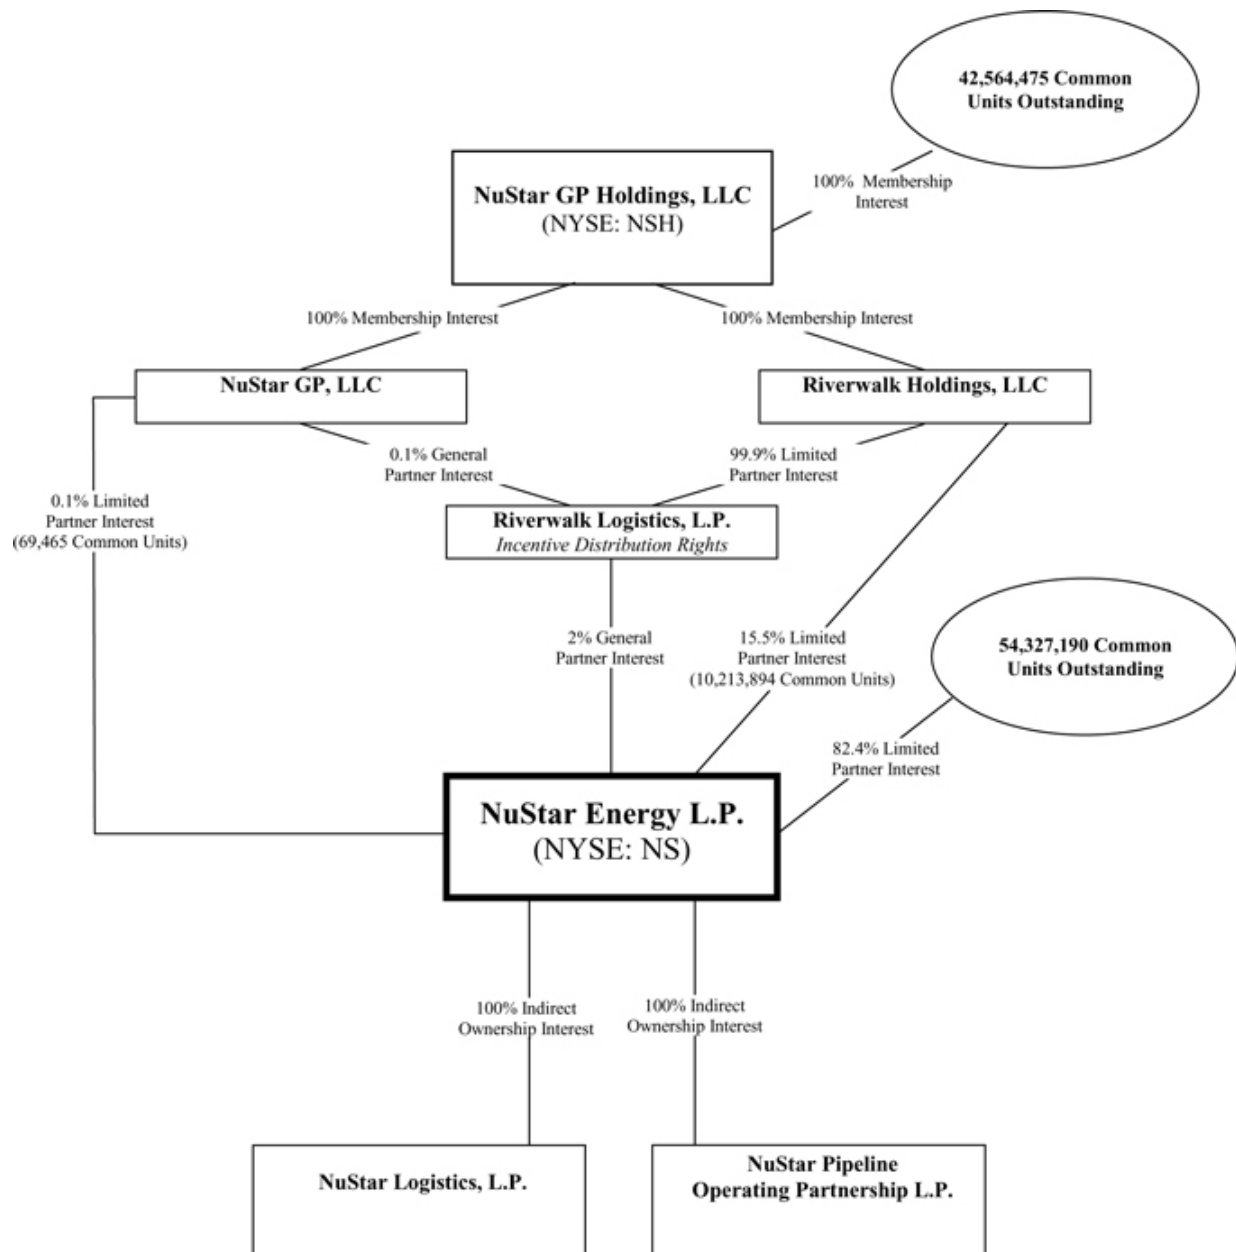 42,564,475 Common
Units Outstanding
100% Membership
Interest
NuStar GP Holdings, LLC
(NYSE: NSH)
100% Membership Interest
100% Membership Interest
NuStar GP, LLC
Riverwalk Holdings, LLC
0.1% General
Partner Interest
99.9% Limited
Partner Interest
0.1% Limited
Partner Interest
(69,465 Common Units)
Riverwalk Logistics, L.P.
Incentive Distribution Rights
2% General
Partner Interest
15.5% Limited
Partner Interest
(10,213,894 Common Units)
54,327,190 Common
Units Outstanding
82.4% Limited
Partner Interest
NuStar Energy L.P.
(NYSE: NS)
100% Indirect
Ownership Interest
100% Indirect
Ownership Interest
NuStar Logistics, L.P.
NuStar Pipeline
Operating Partnership L.P.